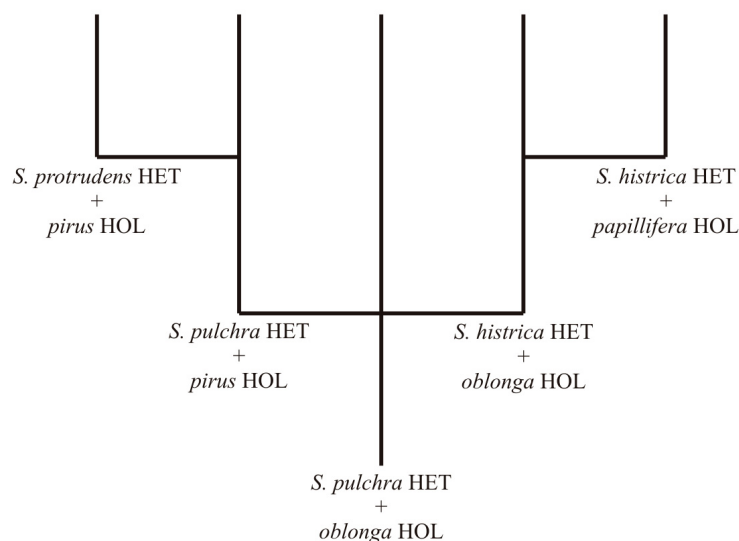 S. protrudens HET
+
pirus HOL
S. histrica HET
+
papillifera HOL
S. pulchra HET
+
pirus HOL
S. histrica HET
+
oblonga HOL
S. pulchra HET
+
oblonga HOL